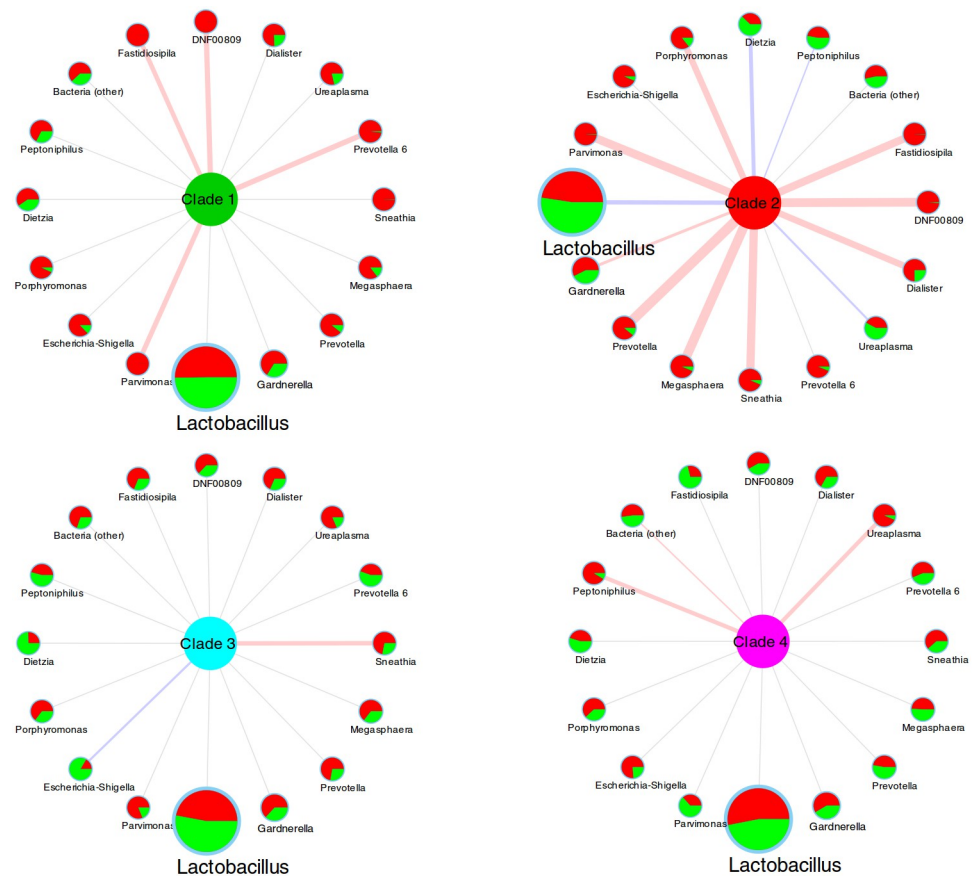 DNF00809
Fastidiosipila
Dialister
Bacteria (other)
Ureaplasma
Peptoniphilus
Prevotella 6
Dietzia
Clade 1
Sneathia
Porphyromonas
Megasphaera
Escherichia-Shigella
Prevotella
Parvimonas
Gardnerella
Lactobacillus
Dietzia
Porphyromonas
Peptoniphilus
Escherichia-Shigella
Bacteria (other)
Parvimonas
Fastidiosipila
Clade 2
DNF00809
Lactobacillus
Gardnerella
Dialister
Prevotella
Ureaplasma
Megasphaera
Prevotella 6
Sneathia
DNF00809
Fastidiosipila
Dialister
Bacteria (other)
Ureaplasma
Peptoniphilus
Prevotella 6
Dietzia
Clade 3
Sneathia
Porphyromonas
Megasphaera
Escherichia-Shigella
Prevotella
Parvimonas
Gardnerella
Lactobacillus
DNF00809
Fastidiosipila
Dialister
Bacteria (other)
Ureaplasma
Peptoniphilus
Prevotella 6
Dietzia
Clade 4
Sneathia
Porphyromonas
Megasphaera
Escherichia-Shigella
Prevotella
Parvimonas
Gardnerella
Lactobacillus